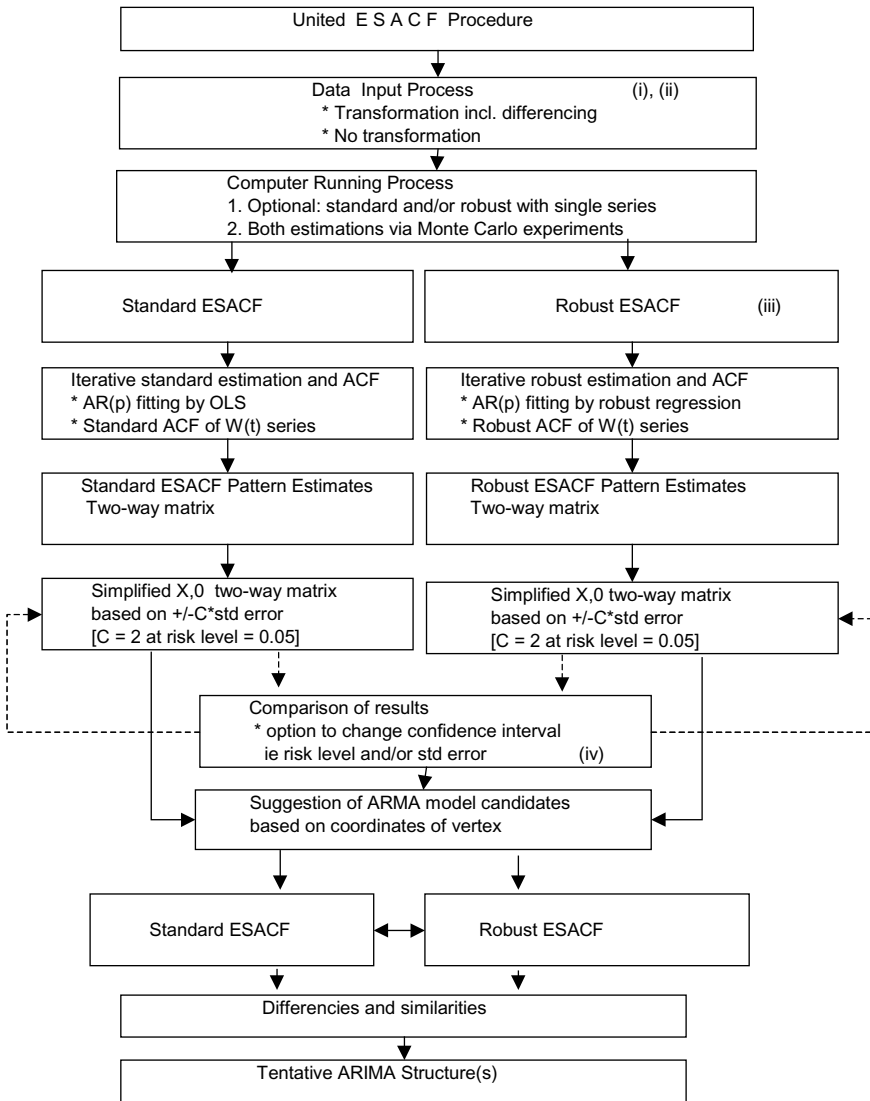 United E S A C F Procedure
Data Input Process (i), (ii)
* Transformation incl. differencing
* No transformation
Computer Running Process
1. Optional: standard and/or robust with single series
2. Both estimations via Monte Carlo experiments
Standard ESACF
Robust ESACF (iii)
Iterative standard estimation and ACF
* AR(p) fitting by OLS
* Standard ACF of W(t) series
Iterative robust estimation and ACF
* AR(p) fitting by robust regression
* Robust ACF of W(t) series
Standard ESACF Pattern Estimates
Two-way matrix
Robust ESACF Pattern Estimates
Two-way matrix
Simplified X,0 two-way matrix
based on +/-C*std error
[C = 2 at risk level = 0.05]
Simplified X,0 two-way matrix
based on +/-C*std error
[C = 2 at risk level = 0.05]
Comparison of results
* option to change confidence interval
ie risk level and/or std error (iv)
Suggestion of ARMA model candidates
based on coordinates of vertex
Standard ESACF
Robust ESACF
Differencies and similarities
Tentative ARIMA Structure(s)